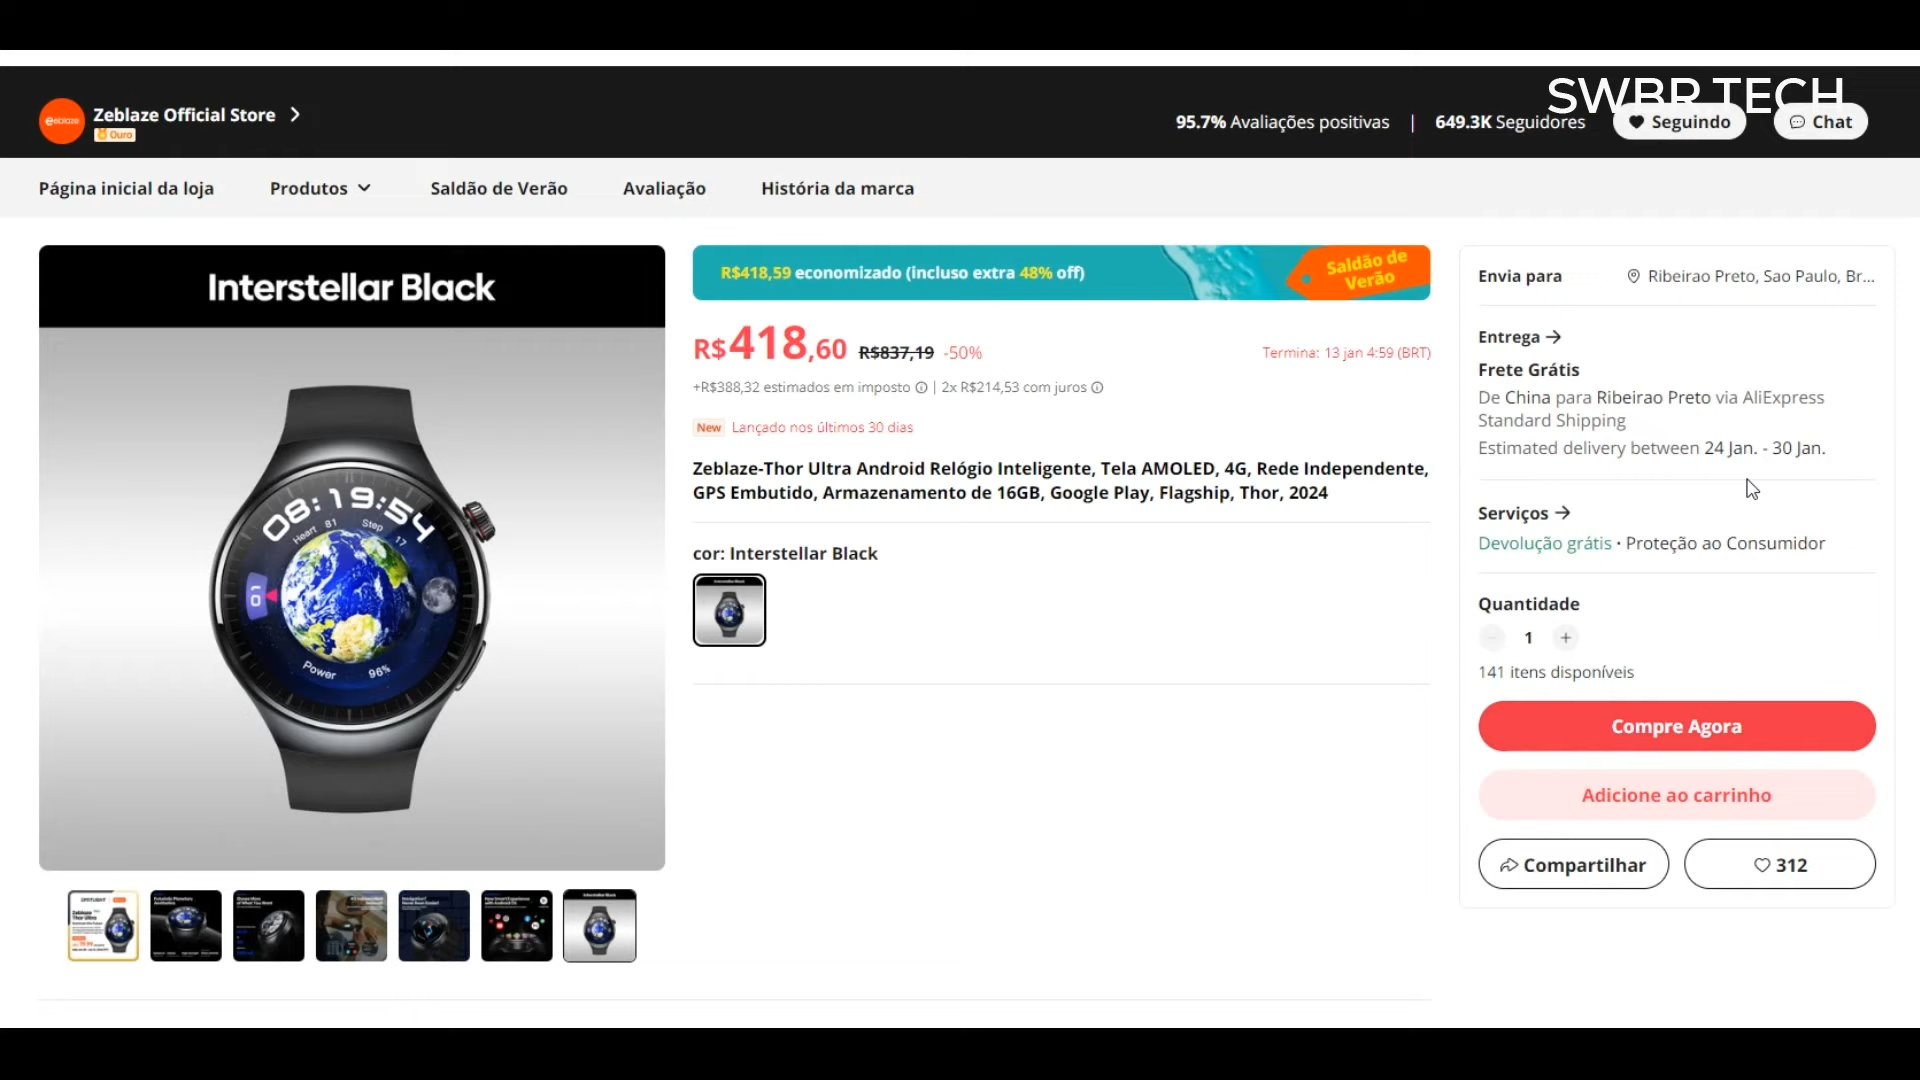 SWBR TECH
eeblaze
Zeblaze Official Store
Ouro
95.7% Avaliações positivas | 649.3K Seguidores
Seguindo
Chat
Página inicial da loja
Produtos
Saldão de Verão
Avaliação
História da marca
Interstellar Black
08:19:54
Heart 81
Step 17
01
Power 96%
R$418,59 economizado (incluso extra 48% off)
Saldão de
Verão
R$418,60 R$837,19 -50%
Termina: 13 jan 4:59 (BRT)
+R$388,32 estimados em imposto | 2x R$214,53 com juros
New Lançado nos últimos 30 dias
Zeblaze-Thor Ultra Android Relógio Inteligente, Tela AMOLED, 4G, Rede Independente,
GPS Embutido, Armazenamento de 16GB, Google Play, Flagship, Thor, 2024
cor: Interstellar Black
Envia para
Ribeirao Preto, Sao Paulo, Br...
Entrega
Frete Grátis
De China para Ribeirao Preto via AliExpress
Standard Shipping
Estimated delivery between 24 Jan. - 30 Jan.
Serviços
Devolução grátis · Proteção ao Consumidor
Quantidade
- 1 +
141 itens disponíveis
Compre Agora
Adicione ao carrinho
Compartilhar
312